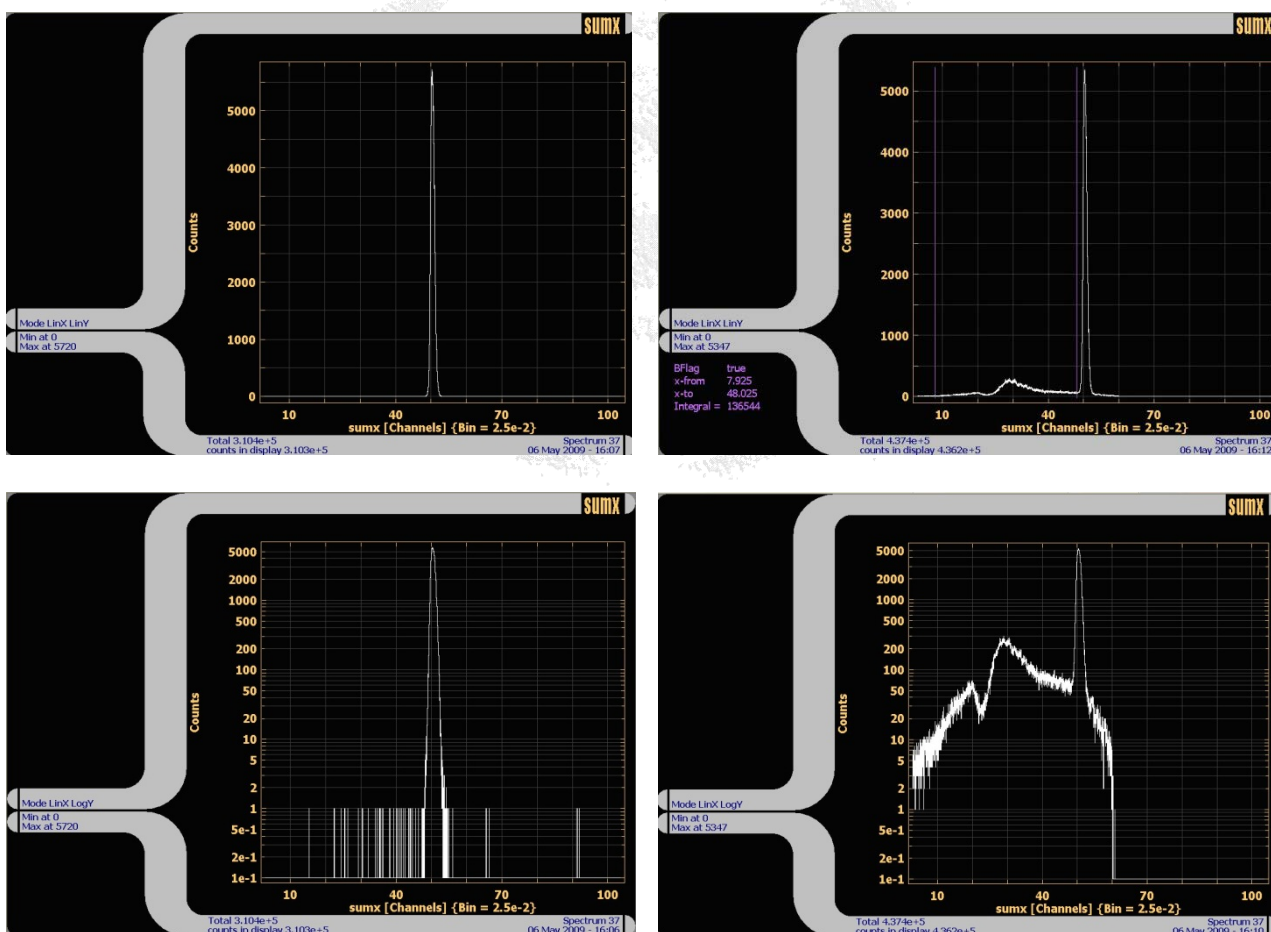 sumx
5000
4000
3000
2000
1000
0
Counts
10
40
70
100
sumx [Channels] {Bin = 2.5e-2}
Mode LinX LinY
Min at 0
Max at 5720
Total 3.104e+5
counts in display 3.103e+5
Spectrum 37
06 May 2009 - 16:07
sumx
5000
4000
3000
2000
1000
0
Counts
10
40
70
100
sumx [Channels] {Bin = 2.5e-2}
Mode LinX LinY
Min at 0
Max at 5347
BFlag true
x-from 7.925
x-to 48.025
Integral = 136544
Total 4.374e+5
counts in display 4.362e+5
Spectrum 37
06 May 2009 - 16:12
sumx
5000
2000
1000
500
200
100
50
20
10
5
2
1
5e-1
2e-1
1e-1
Counts
10
40
70
100
sumx [Channels] {Bin = 2.5e-2}
Mode LinX LogY
Min at 0
Max at 5720
Total 3.104e+5
counts in display 3.103e+5
Spectrum 37
06 May 2009 - 16:06
sumx
5000
2000
1000
500
200
100
50
20
10
5
2
1
5e-1
2e-1
1e-1
Counts
10
40
70
100
sumx [Channels] {Bin = 2.5e-2}
Mode LinX LogY
Min at 0
Max at 5347
Total 4.374e+5
counts in display 4.362e+5
Spectrum 37
06 May 2009 - 16:10